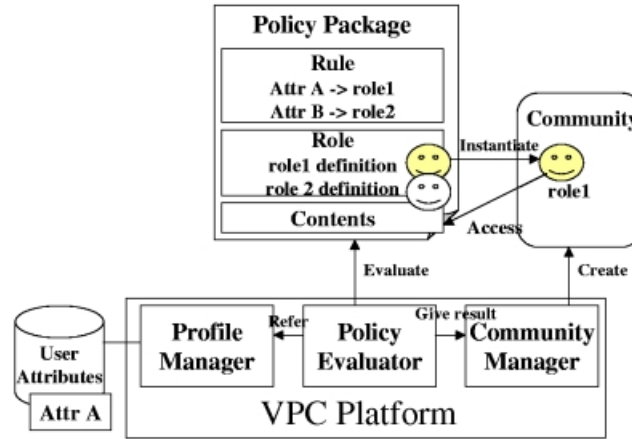 Policy Package
Rule
Attr A -> role1
Attr B -> role2
Role
role1 definition
role 2 definition
Contents
Community
Instantiate
role1
Access
Evaluate
Create
User
Attributes
Attr A
Profile
Manager
Refer
Policy
Evaluator
Give result
Community
Manager
VPC Platform